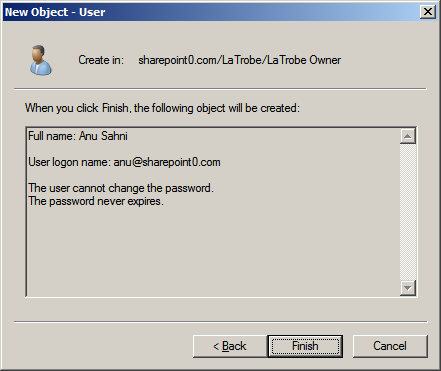 New Object - User
Create in: sharepoint0.com/LaTrobe/LaTrobe Owner
When you click Finish, the following object will be created:
Full name: Anu Sahni
User logon name: anu@sharepoint0.com
The user cannot change the password.
The password never expires.
< Back Finish Cancel